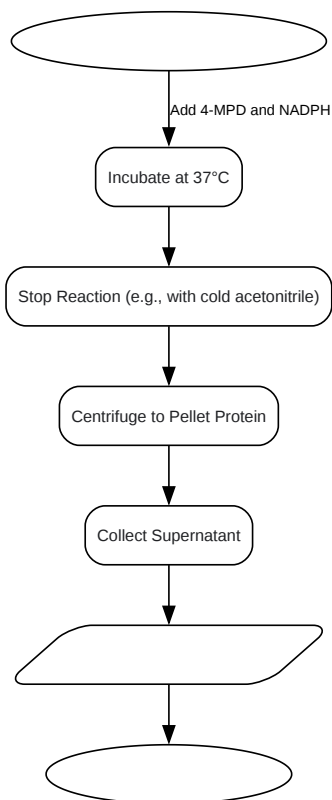 Add 4-MPD and NADPH
Incubate at 37°C
Stop Reaction (e.g., with cold acetonitrile)
Centrifuge to Pellet Protein
Collect Supernatant